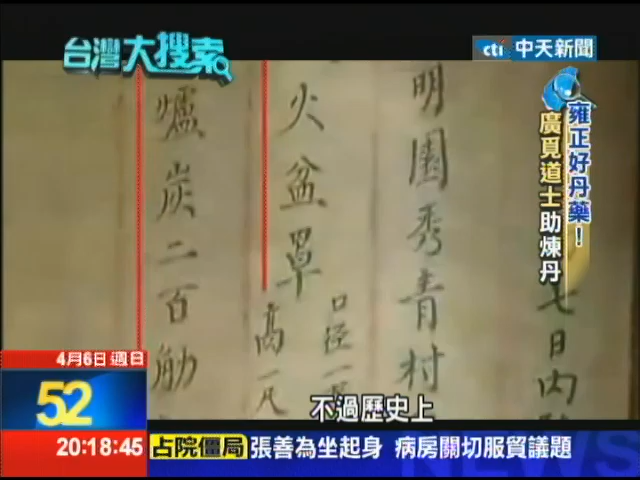 台灣大搜索
cti 中天新聞
雍正好丹藥!
廣覓道士助煉丹
七日內
明園秀青村
火盆罩
口径一
高一尺
爐炭二百觔
不過歷史上
4月6日 週日
52
20:18:45
占院僵局 張善為坐起身 病房關切服貿議題
NEWS